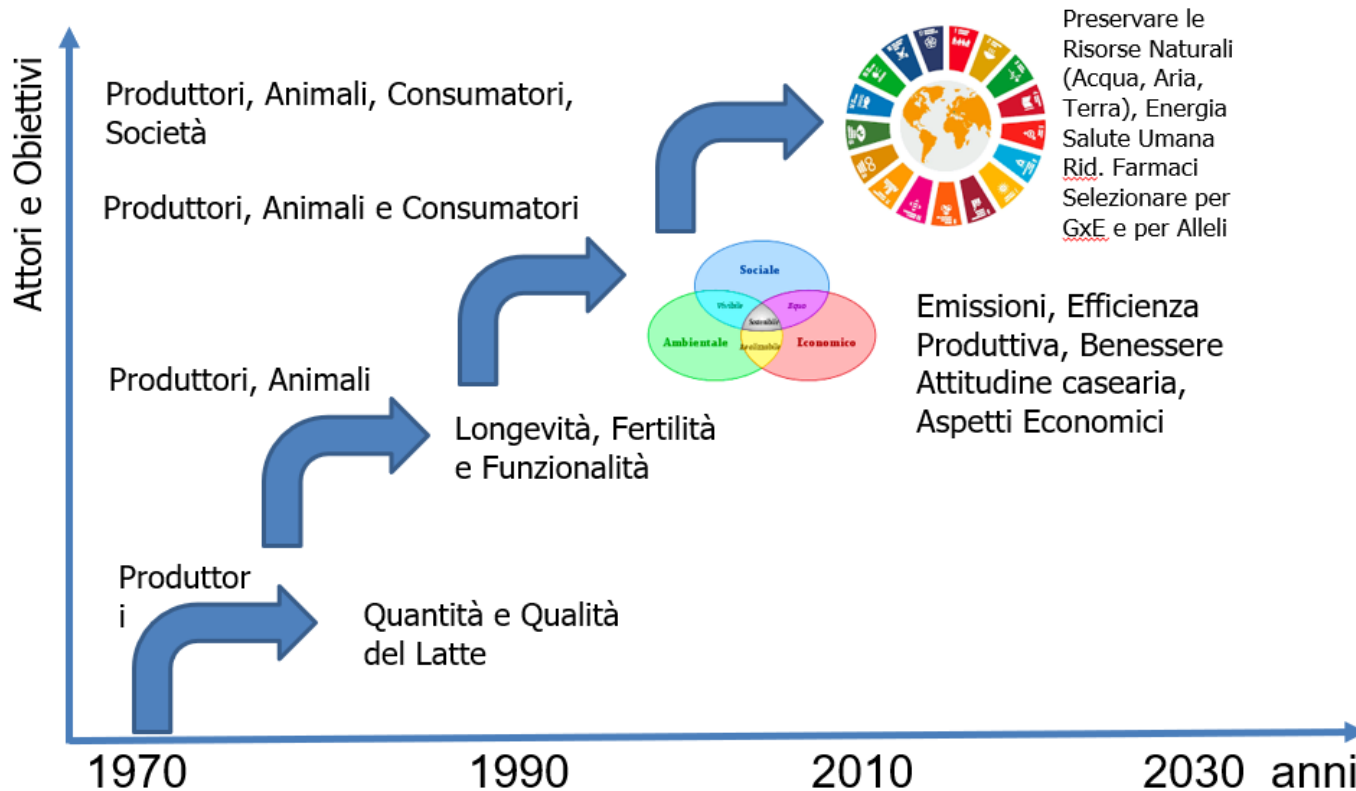 Attori e Obiettivi
Produttori, Animali, Consumatori,
Società
Preservare le
Risorse Naturali
(Acqua, Aria,
Terra), Energia
Salute Umana
Rid. Farmaci
Selezionare per
GxE e per Alleli
Produttori, Animali e Consumatori
Sociale
Vivibile
Equo
Sostenibile
Ambientale
Realizzabile
Economico
Emissioni, Efficienza
Produttiva, Benessere
Attitudine casearia,
Aspetti Economici
Produttori, Animali
Longevità, Fertilità
e Funzionalità
Produttor
i
Quantità e Qualità
del Latte
1970
1990
2010
2030 anni